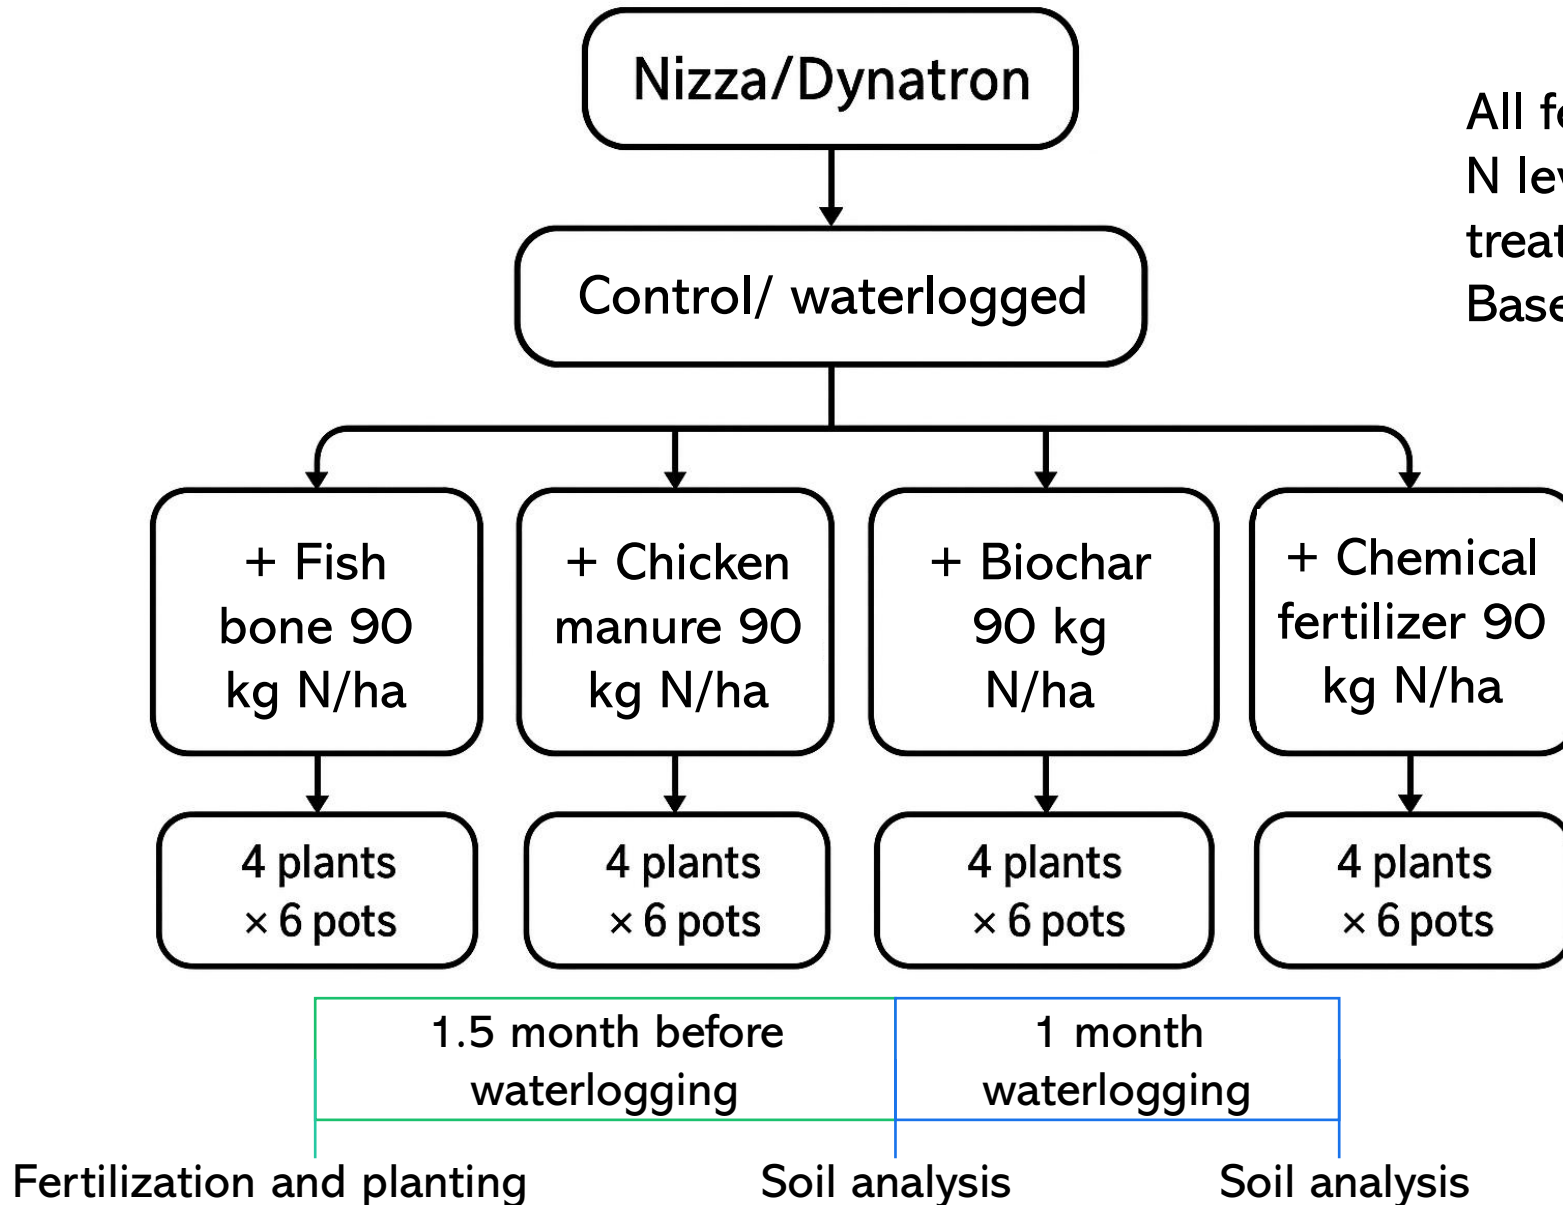 Nizza/Dynatron
All
N
Control/ waterlogged
+ Fish
bone 90
kg N/ha
+ Chicken
manure 90
kg N/ha
+ Biochar
90 kg
N/ha
+ Chemical
fertilizer 90
kg N/ha
4 plants
× 6 pots
4 plants
× 6 pots
4 plants
× 6 pots
4 plants
× 6 pots
1.5 month before
waterlogging
1 month
waterlogging
Fertilization and planting
Soil analysis
Soil analysis